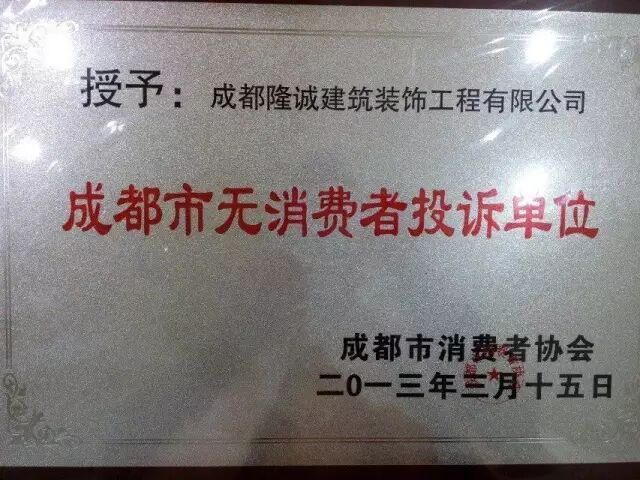 授予：成都隆诚建筑装饰工程有限公司
成都市无消费者投诉单位
成都市消费者协会
二0一三年三月十五日